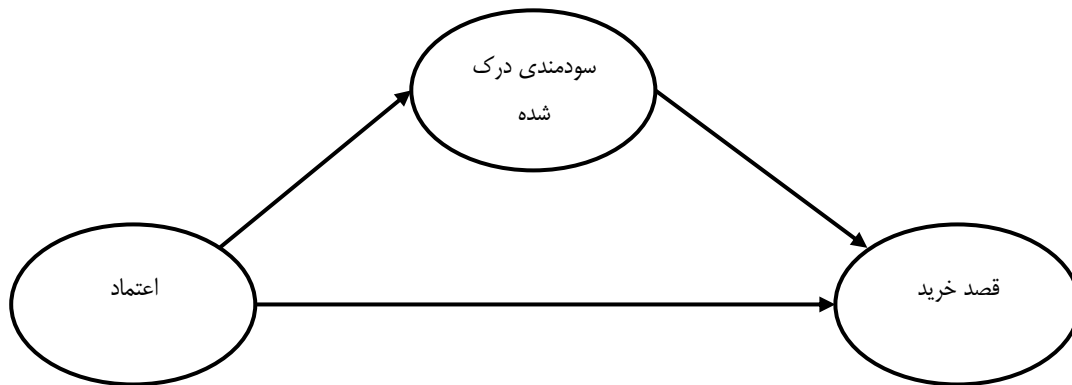 سودمندی درک
شده
اعتماد
قصد خرید